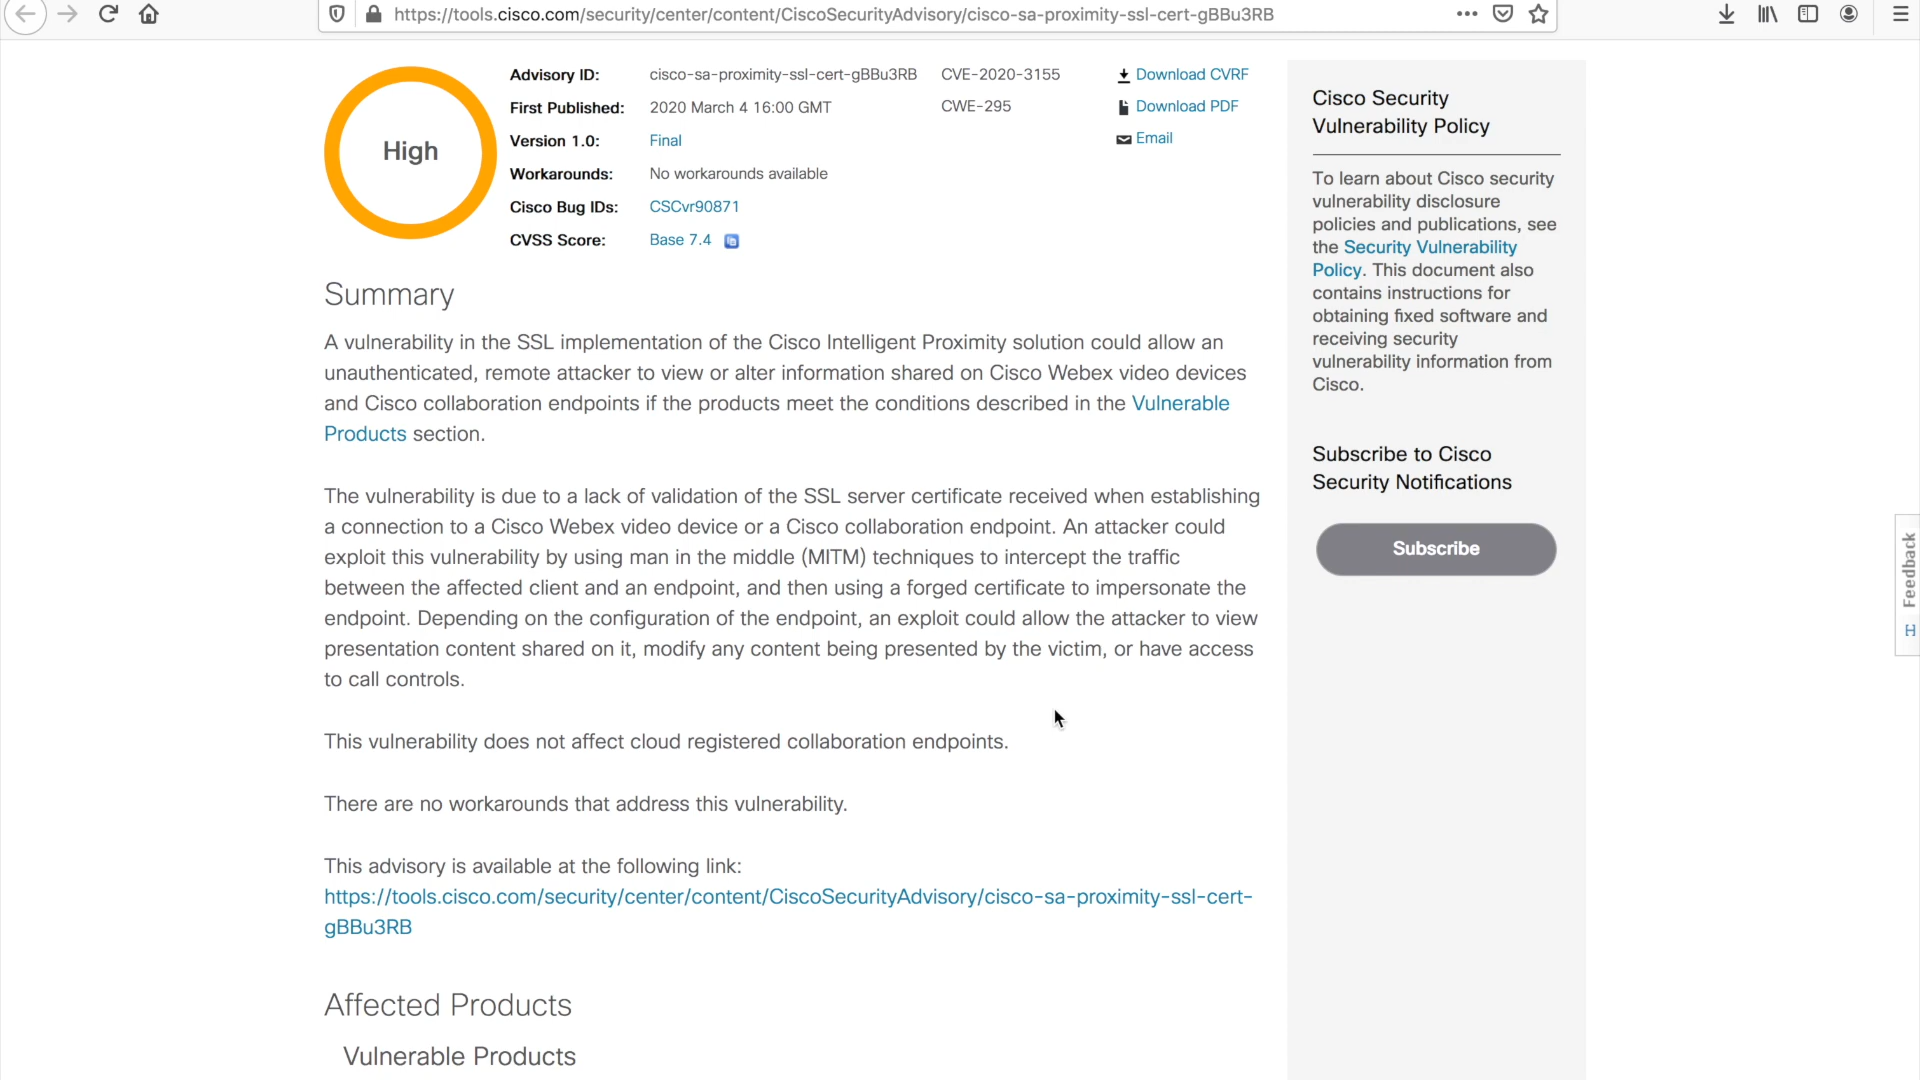 https://tools.cisco.com/security/center/content/CiscoSecurityAdvisory/cisco-sa-proximity-ssl-cert-gBBu3RB
High
Advisory ID: cisco-sa-proximity-ssl-cert-gBBu3RB CVE-2020-3155 Download CVRF
First Published: 2020 March 4 16:00 GMT CWE-295 Download PDF
Version 1.0: Final Email
Workarounds: No workarounds available
Cisco Bug IDs: CSCvr90871
CVSS Score: Base 7.4
Summary
A vulnerability in the SSL implementation of the Cisco Intelligent Proximity solution could allow an
unauthenticated, remote attacker to view or alter information shared on Cisco Webex video devices
and Cisco collaboration endpoints if the products meet the conditions described in the Vulnerable
Products section.
The vulnerability is due to a lack of validation of the SSL server certificate received when establishing
a connection to a Cisco Webex video device or a Cisco collaboration endpoint. An attacker could
exploit this vulnerability by using man in the middle (MITM) techniques to intercept the traffic
between the affected client and an endpoint, and then using a forged certificate to impersonate the
endpoint. Depending on the configuration of the endpoint, an exploit could allow the attacker to view
presentation content shared on it, modify any content being presented by the victim, or have access
to call controls.
This vulnerability does not affect cloud registered collaboration endpoints.
There are no workarounds that address this vulnerability.
This advisory is available at the following link:
https://tools.cisco.com/security/center/content/CiscoSecurityAdvisory/cisco-sa-proximity-ssl-cert-
gBBu3RB
Affected Products
Vulnerable Products
Cisco Security
Vulnerability Policy
To learn about Cisco security
vulnerability disclosure
policies and publications, see
the Security Vulnerability
Policy. This document also
contains instructions for
obtaining fixed software and
receiving security
vulnerability information from
Cisco.
Subscribe to Cisco
Security Notifications
Subscribe
Feedback